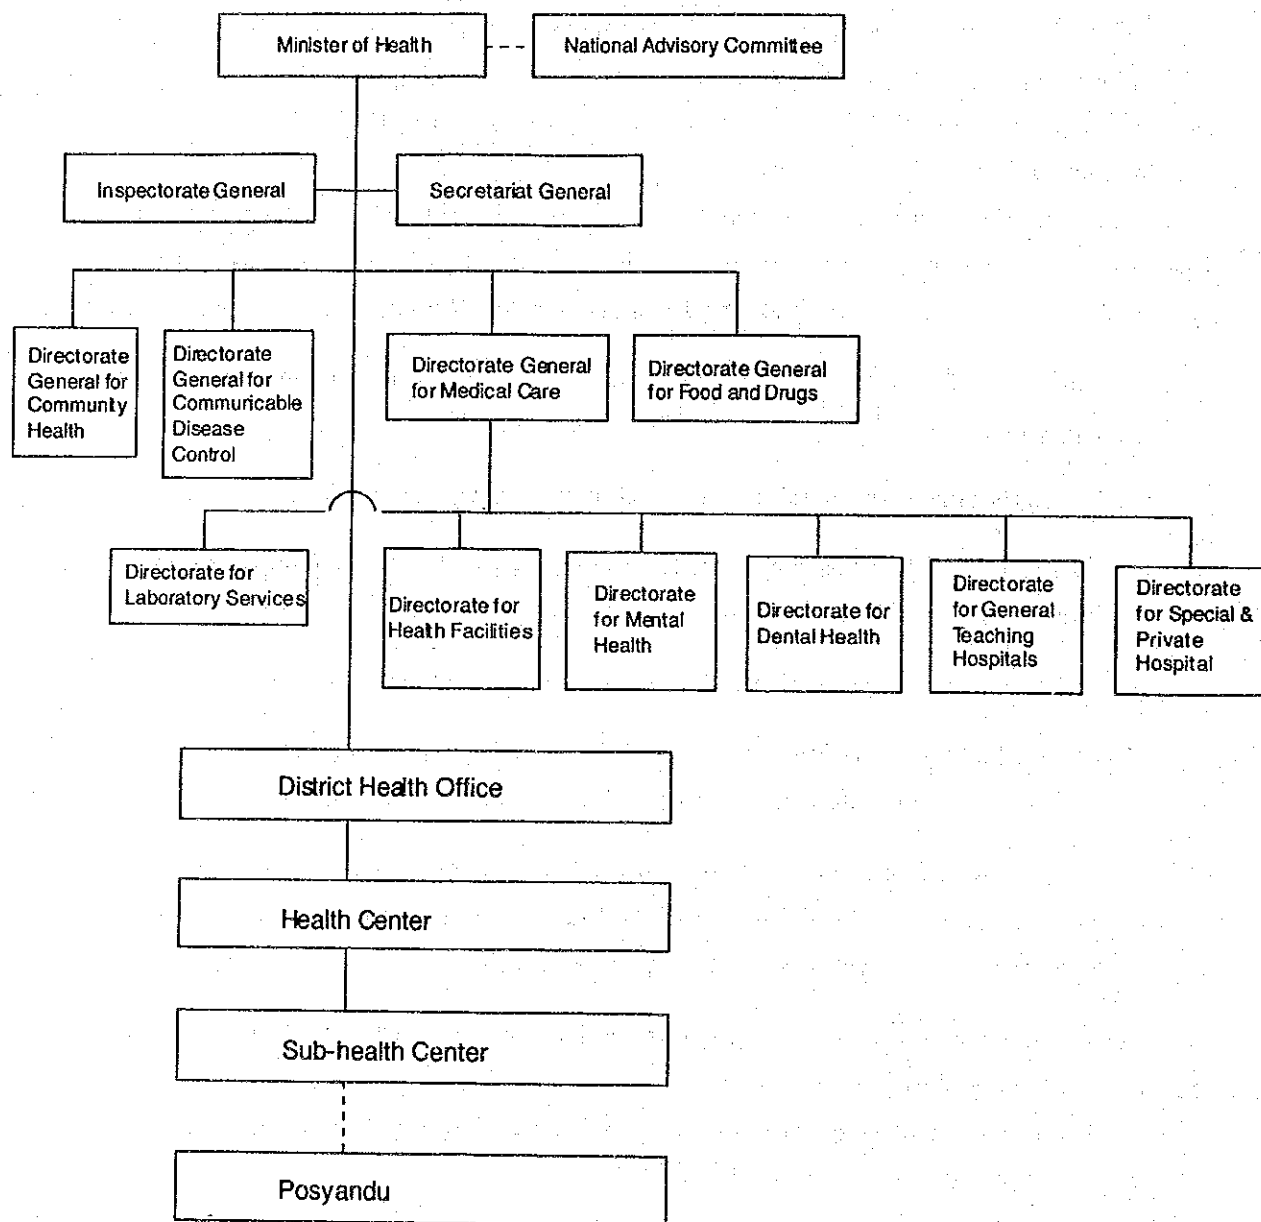 Minister of Health
National Advisory Committee
Inspectorate General
Secretariat General
Directorate
General for
Community
Health
Directorate
General for
Commuricable
Disease
Control
Directorate General
for Medical Care
Directorate General
for Food and Drugs
Directorate for
Laboratory Services
Directorate for
Health Facilities
Directorate
for Mental
Health
Directorate for
Dental Health
Directorate
for General
Teaching
Hospitals
Directorate
for Special &
Private
Hospital
District Health Office
Health Center
Sub-health Center
Posyandu